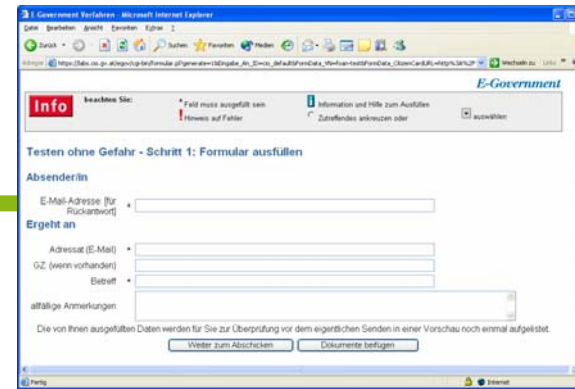 E-Government Verfahren - Microsoft Internet Explorer
Datei Bearbeiten Ansicht Favoriten Extras ?
Zurück Suchen Favoriten Medien
Adresse Wechseln zu Links
E-Government
Info beachten Sie: * Feld muss ausgefüllt sein Information und Hilfe zum Ausfüllen
! Hinweis auf Fehler Zutreffendes ankreuzen oder auswählen
Testen ohne Gefahr - Schritt 1: Formular ausfüllen
Absender/in
E-Mail-Adresse: [für
Rückantwort] *
Ergeht an
Adressat (E-Mail) *
GZ: (wenn vorhanden)
Betreff *
allfällige Anmerkungen
Die von Ihnen ausgefüllten Daten werden für Sie zur Überprüfung vor dem eigentlichen Senden in einer Vorschau noch einmal aufgelistet.
Weiter zum Abschicken Dokumente beifügen
Fertig Internet